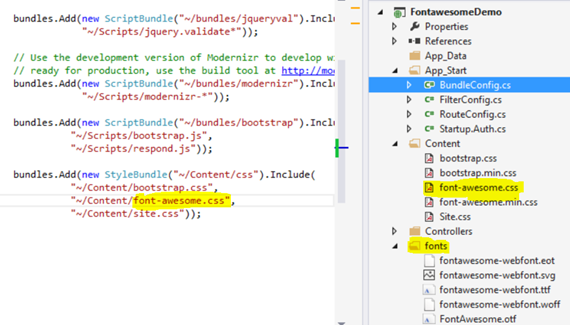 bundles.Add(new ScriptBundle("~/bundles/jqueryval").Inclu
"~/Scripts/jquery.validate*"));
// Use the development version of Modernizr to develop wi
// ready for production, use the build tool at http://mod
bundles.Add(new ScriptBundle("~/bundles/modernizr").Inclu
"~/Scripts/modernizr-*"));
bundles.Add(new ScriptBundle("~/bundles/bootstrap").Inclu
"~/Scripts/bootstrap.js",
"~/Scripts/respond.js"));
bundles.Add(new StyleBundle("~/Content/css").Include(
"~/Content/bootstrap.css",
"~/Content/font-awesome.css",
"~/Content/site.css"));
FontawesomeDemo
Properties
References
App_Data
App_Start
BundleConfig.cs
FilterConfig.cs
RouteConfig.cs
Startup.Auth.cs
Content
bootstrap.css
bootstrap.min.css
font-awesome.css
font-awesome.min.css
Site.css
Controllers
fonts
fontawesome-webfont.eot
fontawesome-webfont.svg
fontawesome-webfont.ttf
fontawesome-webfont.woff
FontAwesome.otf